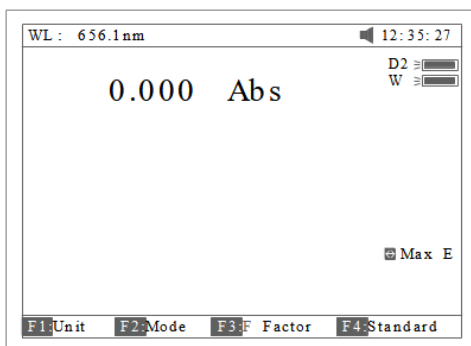 WL: 656.1nm 12:35:27
D2
W
0.000 Abs
Max E
F1:Unit F2:Mode F3:F Factor F4:Standard